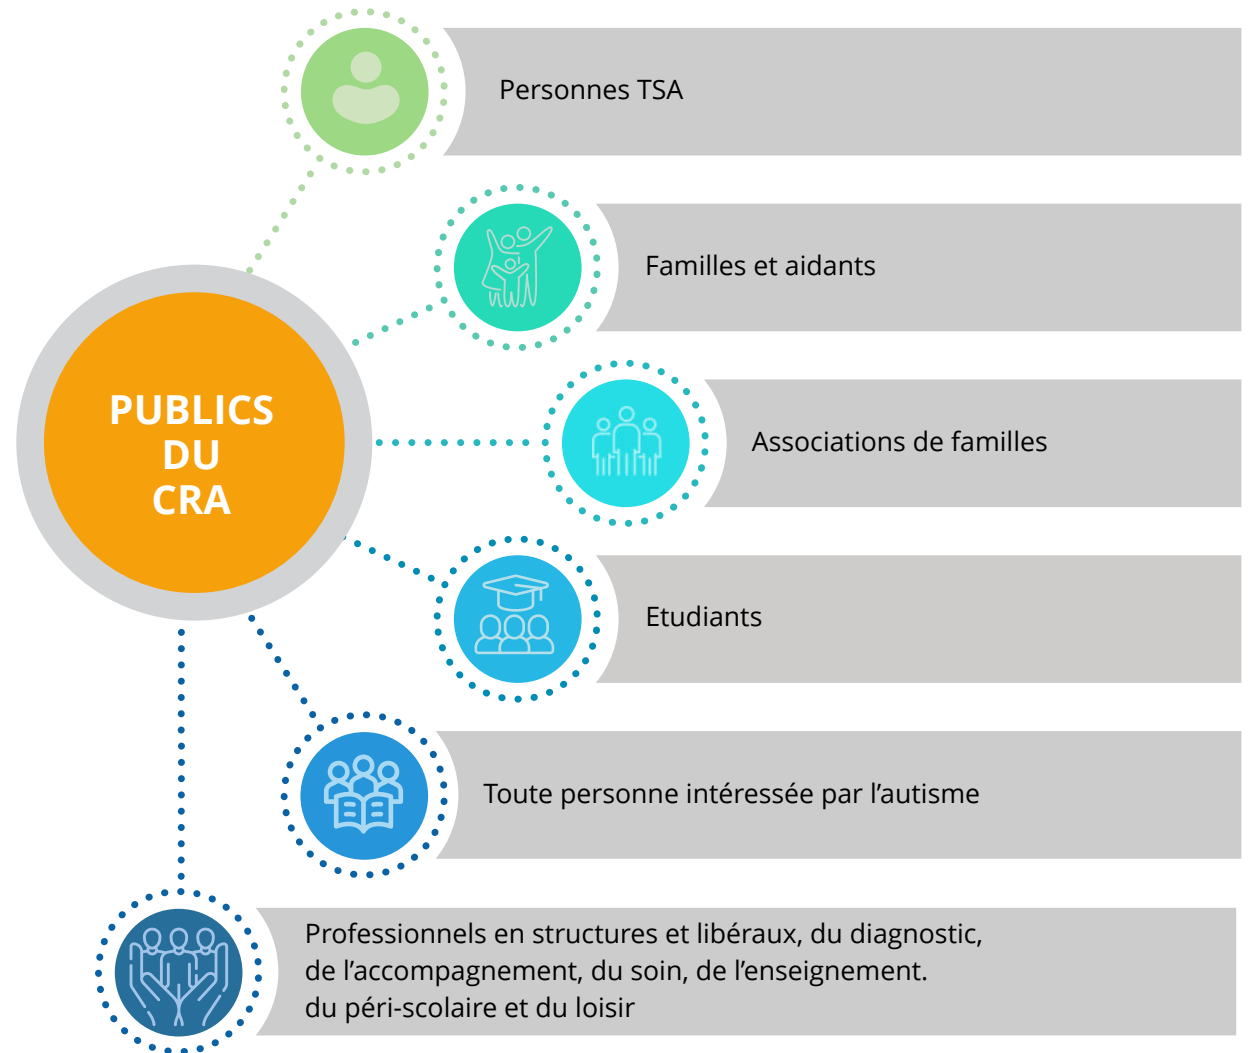 Personnes TSA
Familles et aidants
PUBLICS
DU
CRA
Associations de familles
Etudiants
Toute personne intéressée par l’autisme
Professionnels en structures et libéraux, du diagnostic,
de l’accompagnement, du soin, de l’enseignement.
du péri-scolaire et du loisir